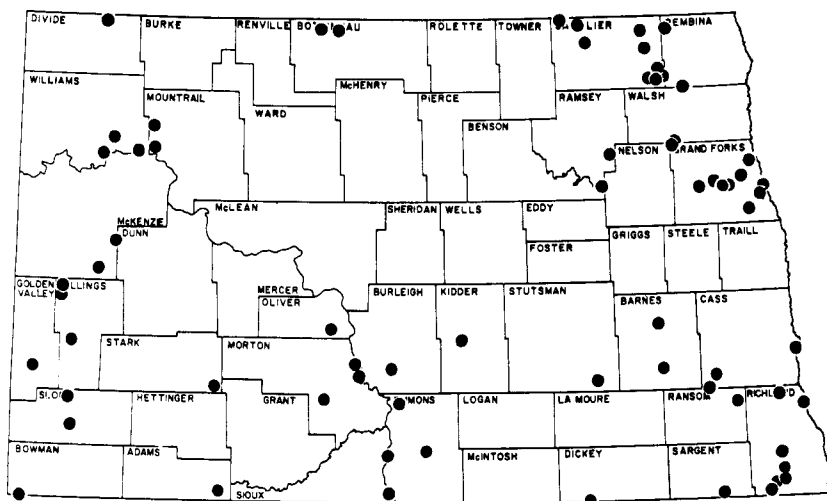 DIVIDE
BURKE
RENVILLE
ROLETTE
TOWNER
WILLIAMS
MOUNTRAIL
WARD
McHENRY
PIERCE
BENSON
RAMSEY
WALSH
NELSON
GRAND FORKS
McKENZIE
DUNN
McLEAN
SHERIDAN
WELLS
EDDY
FOSTER
GRIGGS
STEELE
TRAILL
GOLDEN
VALLEY
MERCER
OLIVER
BURLEIGH
KIDDER
STUTSMAN
BARNES
CASS
STARK
MORTON
HETTINGER
GRANT
LOGAN
LA MOURE
RANSOM
BOWMAN
ADAMS
SIOUX
McINTOSH
DICKEY
SARGENT